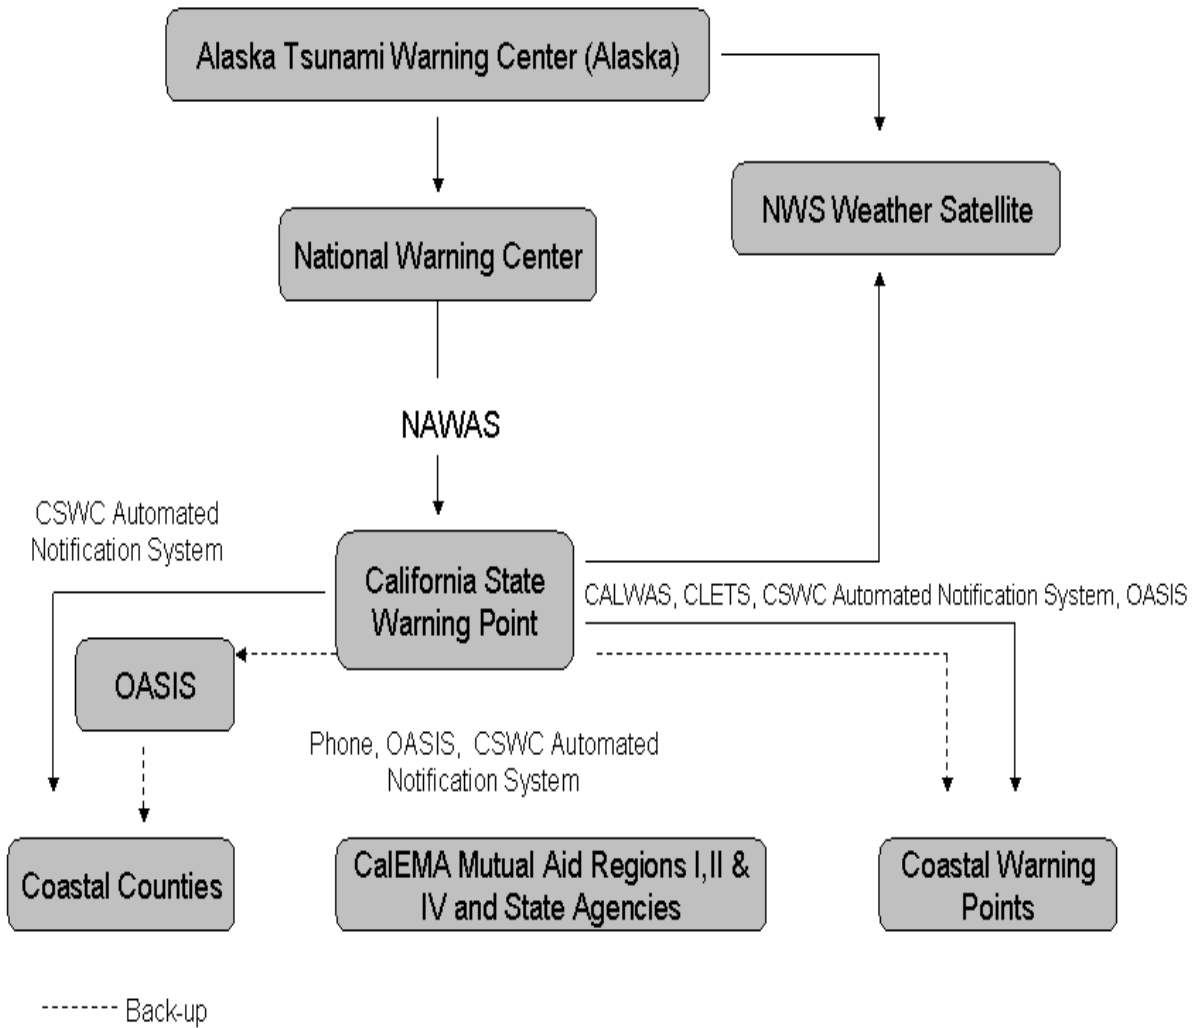 Alaska Tsunami Warning Center (Alaska)
NWS Weather Satellite
National Warning Center
NAWAS
CSWC Automated
Notification System
California State
Warning Point
CALWAS, CLETS, CSWC Automated Notification System, OASIS
OASIS
Phone, OASIS, CSWC Automated
Notification System
Coastal Counties
CalEMA Mutual Aid Regions I,II &
IV and State Agencies
Coastal Warning
Points
Back-up